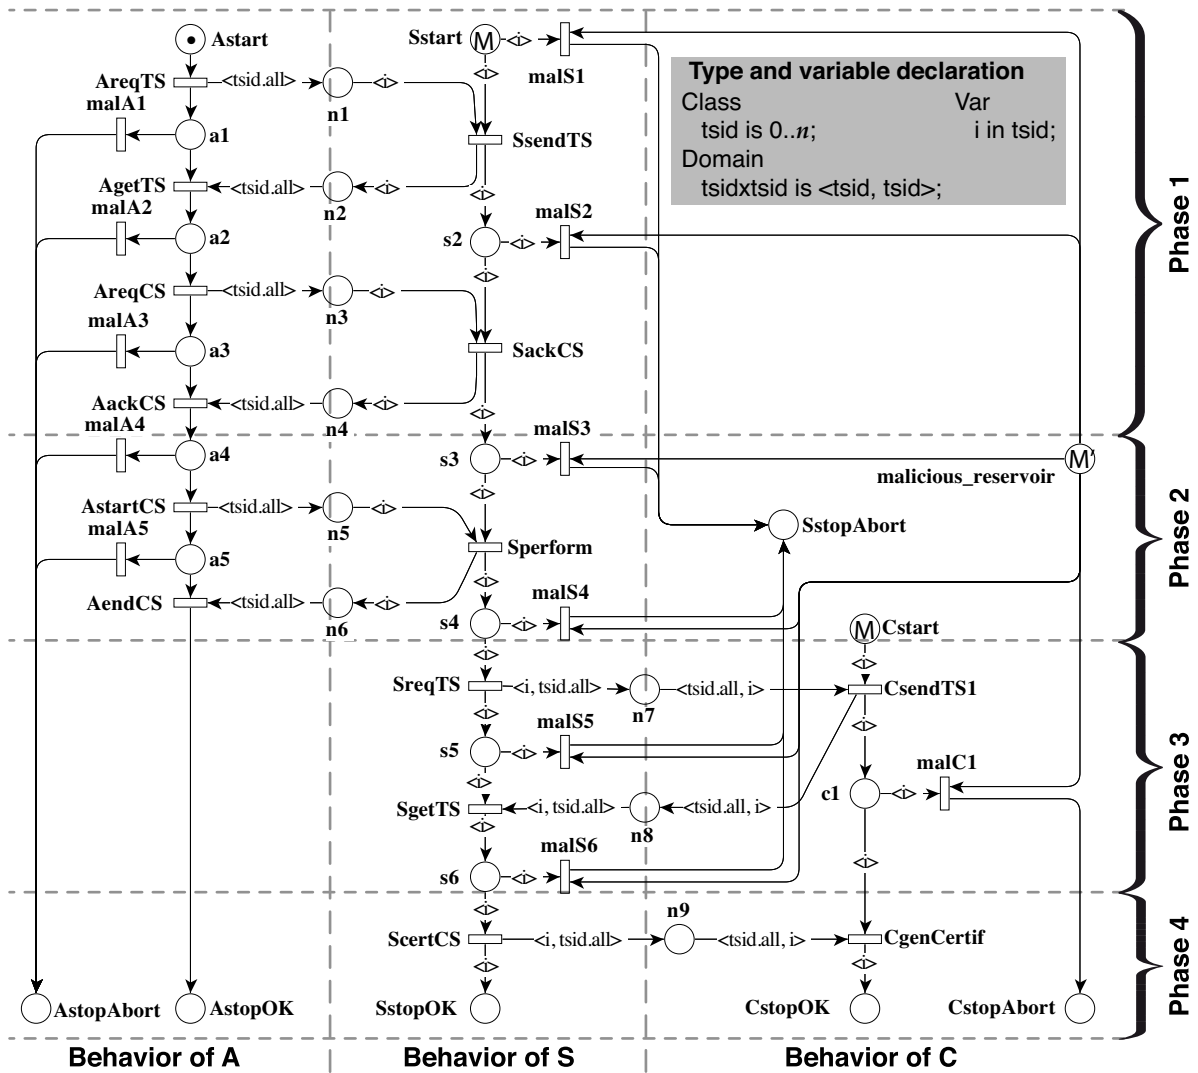 Astart
Sstart
M
<i>
malS1
<i>
Type and variable declaration
Class
Var
tsid is 0..n;
i in tsid;
Domain
tsidxtsid is <tsid, tsid>;
AreqTS
<tsid.all>
n1
<i>
malA1
a1
SsendTS
AgetTS
<tsid.all>
n2
<i>
<i>
malA2
a2
s2
<i>
malS2
<i>
AreqCS
<tsid.all>
n3
<i>
malA3
a3
SackCS
AackCS
<tsid.all>
n4
<i>
<i>
Phase 1
malA4
a4
s3
<i>
malS3
<i>
M'
malicious_reservoir
AstartCS
<tsid.all>
n5
<i>
SstopAbort
malA5
a5
Sperform
<i>
AendCS
<tsid.all>
n6
<i>
s4
<i>
malS4
<i>
Phase 2
M
Cstart
<i>
SreqTS
<i, tsid.all>
n7
<tsid.all, i>
CsendTS1
<i>
<i>
s5
<i>
malS5
<i>
c1
<i>
malC1
SgetTS
<i, tsid.all>
n8
<tsid.all, i>
<i>
s6
<i>
malS6
<i>
<i>
Phase 3
ScertCS
<i, tsid.all>
n9
<tsid.all, i>
CgenCertif
<i>
<i>
AstopAbort
AstopOK
SstopOK
CstopOK
CstopAbort
Phase 4
Behavior of A
Behavior of S
Behavior of C